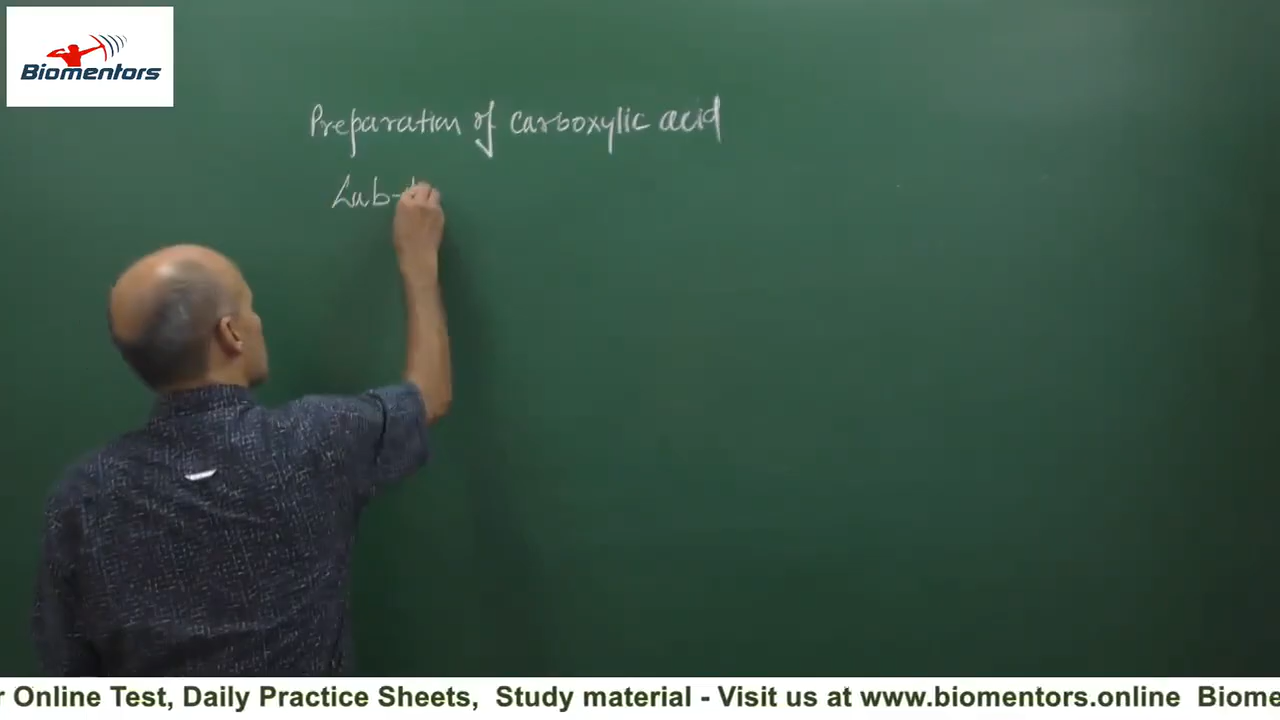 Biomentors
Preparation of carboxylic acid
Lab-
r Online Test, Daily Practice Sheets, Study material - Visit us at www.biomentors.online Biome